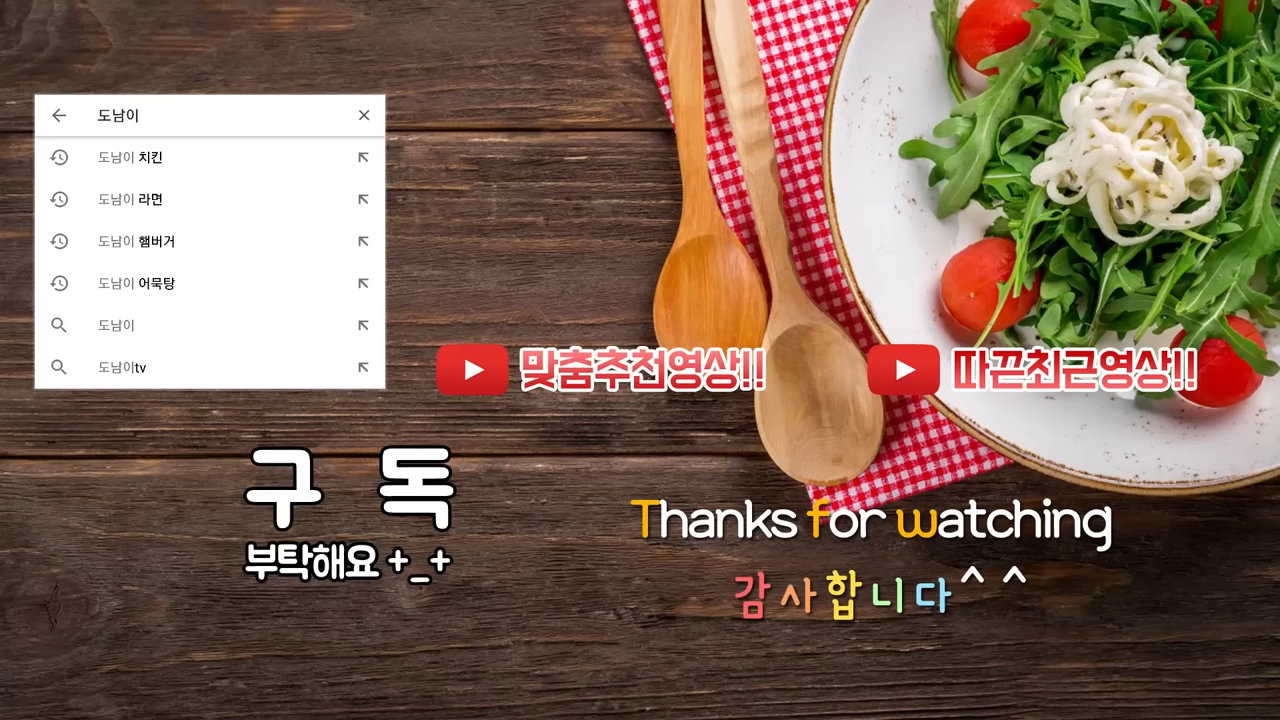 도남이
도남이 치킨
도남이 라면
도남이 햄버거
도남이 어묵탕
도남이
도남이tv
맞춤추천영상!!
따끈최근영상!!
구 독
부탁해요 +_+
Thanks for watching
감사합니다^ ^